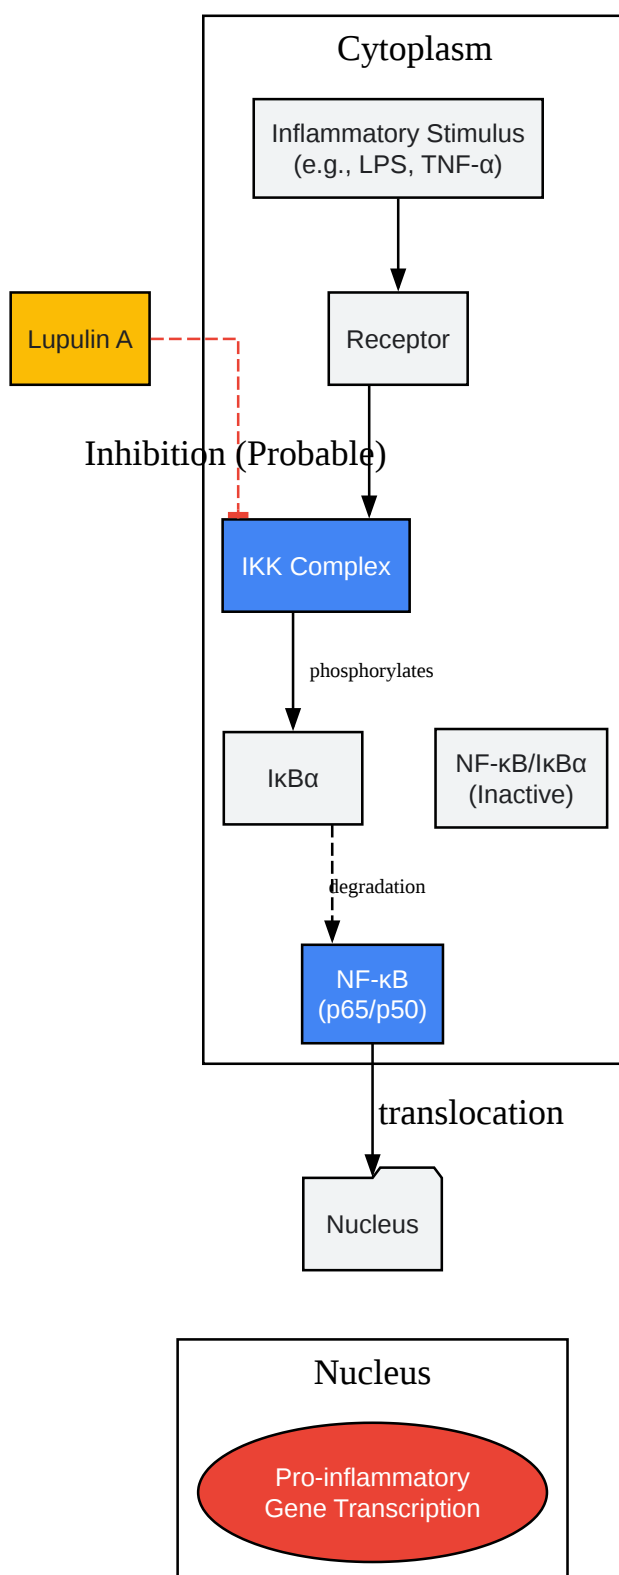 Cytoplasm
Inflammatory Stimulus
(e.g., LPS, TNF-α)
Lupulin A
Receptor
Inhibition (Probable)
IKK Complex
phosphorylates
IκBα
NF-κB/IκBα
(Inactive)
degradation
NF-κB
(p65/p50)
translocation
Nucleus
Nucleus
Pro-inflammatory
Gene Transcription